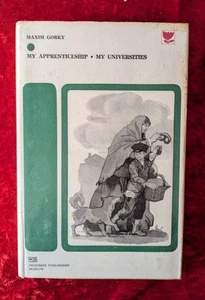 MAXIM GORKY
MY APPRENTICESHIP • MY UNIVERSITIES
PROGRESS PUBLISHERS
MOSCOW